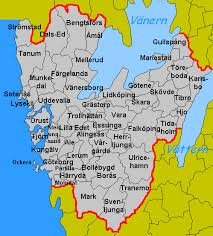 Strömstad
Bengtsfors
Vänern
Dals-Ed
Åmål
Gullspång
Tanum
Mellerud
Mariestad
Töreboda
Munkedal
Färgelanda
Götene
Karlsborg
Sotenäs
Vänersborg
Lidköping
Skövde
Lysekil
Uddevalla
Grästorp
Skara
Tibro
Orust
Trollhättan
Essunga
Vara
Hjo
Tjörn
Lilla Edet
Falköping
Tidaholm
Stenungsund
Ale
Alingsås
Herrljunga
Vättern
Kungälv
Vårgårda
Öckerö
Göteborg
Lerum
Ulricehamn
Partille
Bollebygd
Borås
Mölndal
Härryda
Tranemo
Mark
Svenljunga